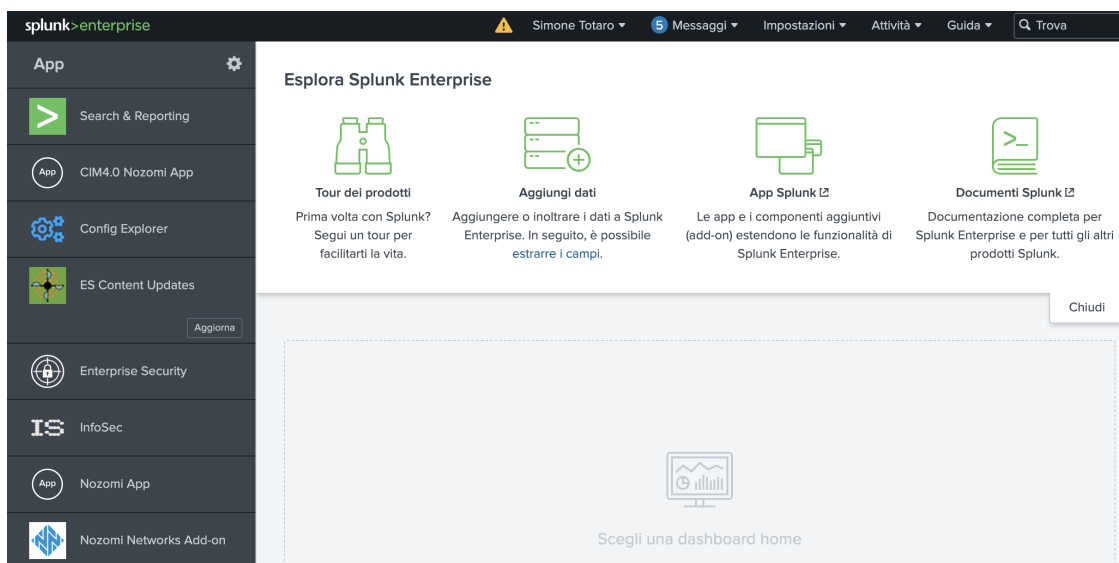 splunk>enterprise
Simone Totaro
5 Messaggi
Impostazioni
Attività
Guida
Trova
App
Search & Reporting
App
CIM4.0 Nozomi App
Config Explorer
ES Content Updates
Aggiorna
Enterprise Security
IS
InfoSec
App
Nozomi App
Nozomi Networks Add-on
Esplora Splunk Enterprise
Tour dei prodotti
Prima volta con Splunk?
Segui un tour per
facilitarti la vita.
Aggiungi dati
Aggiungere o inoltrare i dati a Splunk
Enterprise. In seguito, è possibile
estrarre i campi.
App Splunk
Le app e i componenti aggiuntivi
(add-on) estendono le funzionalità di
Splunk Enterprise.
Documenti Splunk
Documentazione completa per
Splunk Enterprise e per tutti gli altri
prodotti Splunk.
Chiudi
Scegli una dashboard home